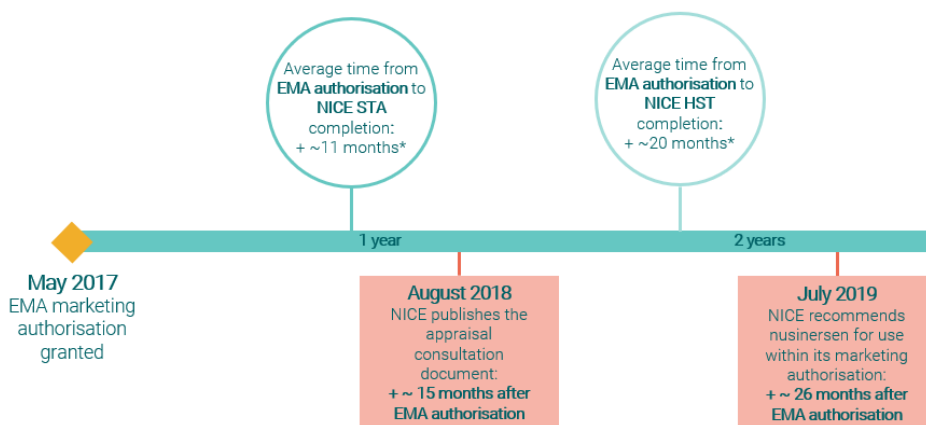 Average time from
EMA authorisation to
NICE STA
completion:
+ ~11 months*
Average time from
EMA authorisation to
NICE HST
completion:
+ ~20 months*
1 year
2 years
May 2017
EMA marketing
authorisation
granted
August 2018
NICE publishes the
appraisal
consultation
document:
+ ~ 15 months after
EMA authorisation
July 2019
NICE recommends
nusinersen for use
within its marketing
authorisation:
+ ~ 26 months after
EMA authorisation